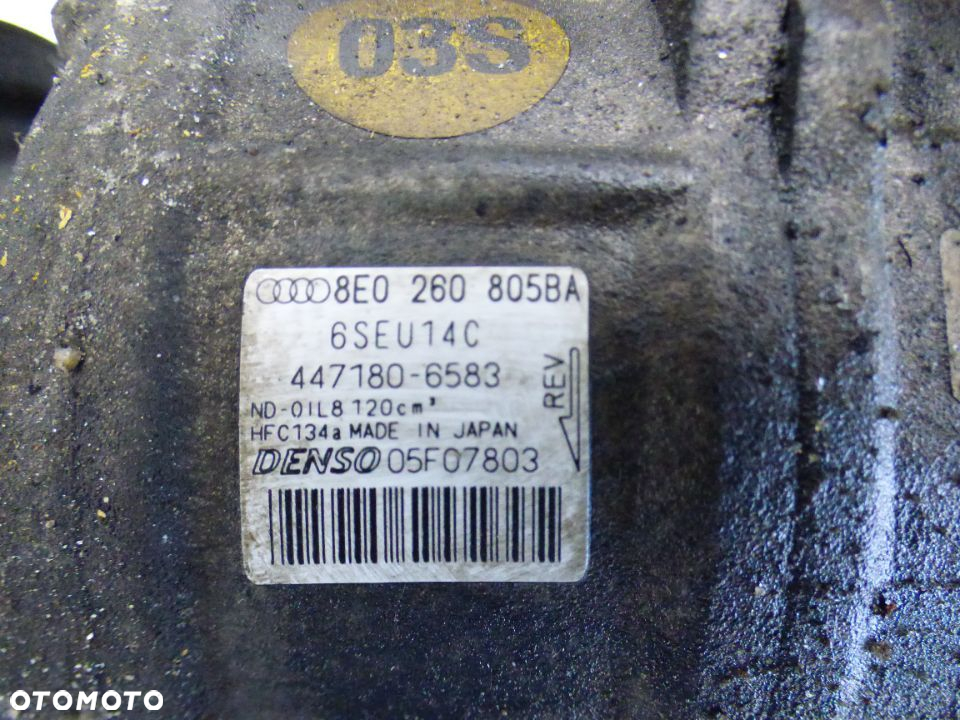 03S
8E0 260 805BA
6SEU14C
447180-6583
REV
ND-OIL8 120cm³
HFC134a MADE IN JAPAN
DENSO 05F07803
OTOMOTO